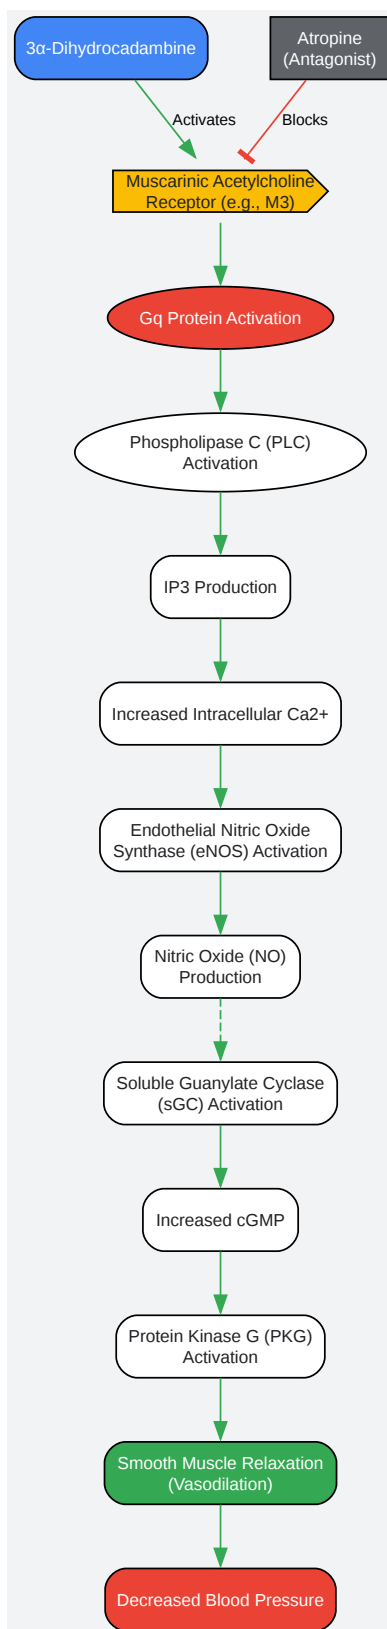 3α-Dihydrocadambine
Atropine
(Antagonist)
Activates
Blocks
Muscarinic Acetylcholine
Receptor (e.g., M3)
Gq Protein Activation
Phospholipase C (PLC)
Activation
IP3 Production
Increased Intracellular Ca2+
Endothelial Nitric Oxide
Synthase (eNOS) Activation
Nitric Oxide (NO)
Production
Soluble Guanylate Cyclase
(sGC) Activation
Increased cGMP
Protein Kinase G (PKG)
Activation
Smooth Muscle Relaxation
(Vasodilation)
Decreased Blood Pressure